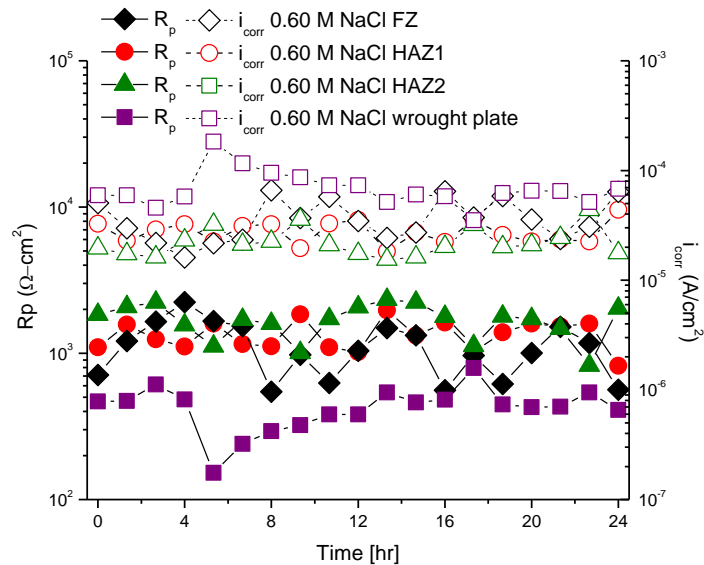 Rp icorr 0.60 M NaCl FZ
Rp icorr 0.60 M NaCl HAZ1
Rp icorr 0.60 M NaCl HAZ2
Rp icorr 0.60 M NaCl wrought plate
10^5 10^-3
10^4 10^-4
10^-5
10^3
10^-6
10^2 10^-7
Rp (Ω–cm^2)
icorr (A/cm^2)
0 4 8 12 16 20 24
Time [hr]